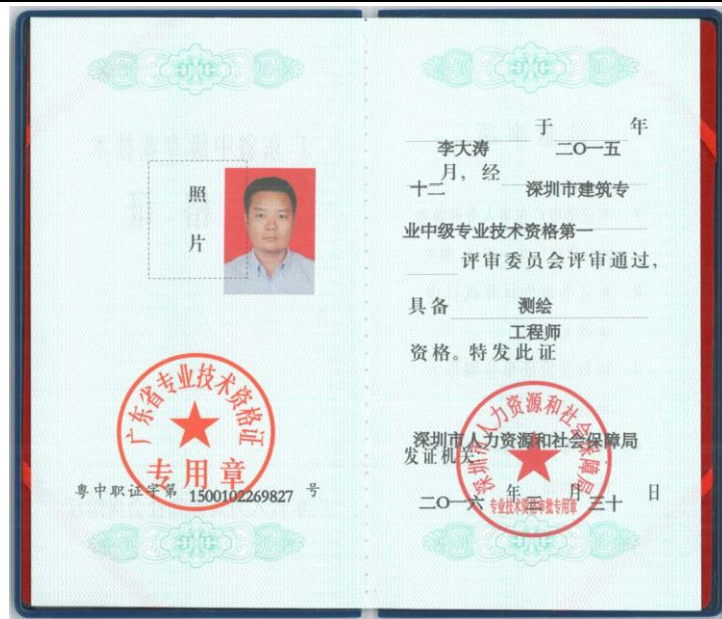 照
片
广东省专业技术资格证
专用章
粤中职证字第 1500102269827 号
于 年
李大涛 二〇一五
月，经
十二 深圳市建筑专
业中级专业技术资格第一
评审委员会评审通过，
具备 测绘
工程师
资格。特发此证
深圳市人力资源和社会保障局
深圳市人力资源和社会保障局
发证机关：
二〇一六 年 三 月 三十 日
专业技术资格审批专用章